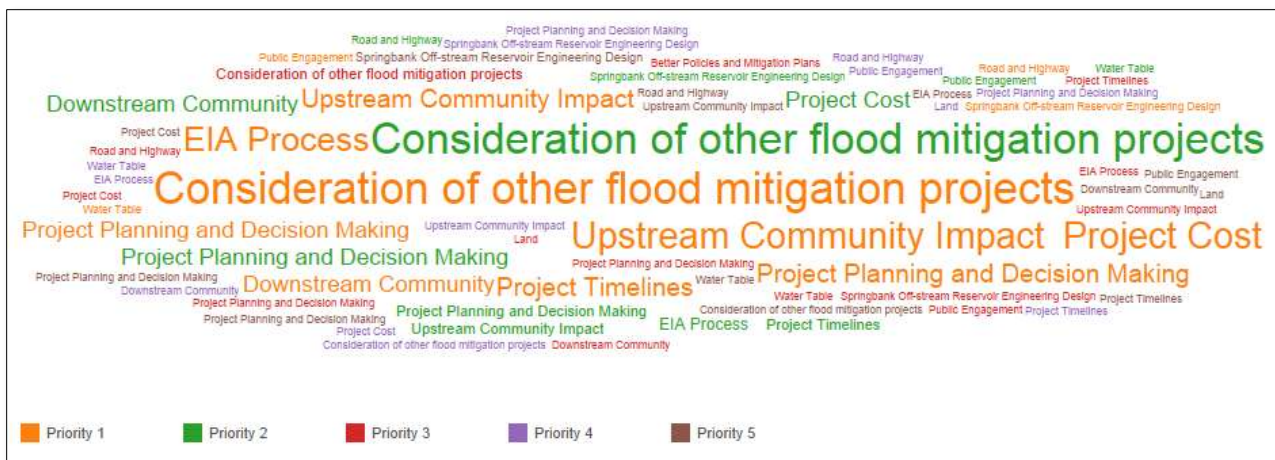 Project Planning and Decision Making
Road and Highway Springbank Off-stream Reservoir Engineering Design
Public Engagement Springbank Off-stream Reservoir Engineering Design Road and Highway
Better Policies and Mitigation Plans
Consideration of other flood mitigation projects Springbank Off-stream Reservoir Engineering Design Public Engagement Road and Highway Water Table
Public Engagement Project Timelines
Downstream Community Upstream Community Impact Road and Highway Project Cost EIA Process Project Planning and Decision Making
Upstream Community Impact Land Springbank Off-stream Reservoir Engineering Design
Project Cost EIA Process Consideration of other flood mitigation projects
Road and Highway
Water Table
EIA Process Consideration of other flood mitigation projects EIA Process Public Engagement
Downstream Community Land
Project Cost
Water Table Upstream Community Impact
Project Planning and Decision Making Upstream Community Impact Upstream Community Impact Project Cost
Land
Project Planning and Decision Making Project Planning and Decision Making
Project Planning and Decision Making Downstream Community Project Timelines Water Table Project Planning and Decision Making
Downstream Community
Project Planning and Decision Making Water Table Springbank Off-stream Reservoir Engineering Design Project Timelines
Project Planning and Decision Making Project Planning and Decision Making Consideration of other flood mitigation projects Public Engagement Project Timelines
Project Cost Upstream Community Impact EIA Process Project Timelines
Consideration of other flood mitigation projects Downstream Community
Priority 1 Priority 2 Priority 3 Priority 4 Priority 5